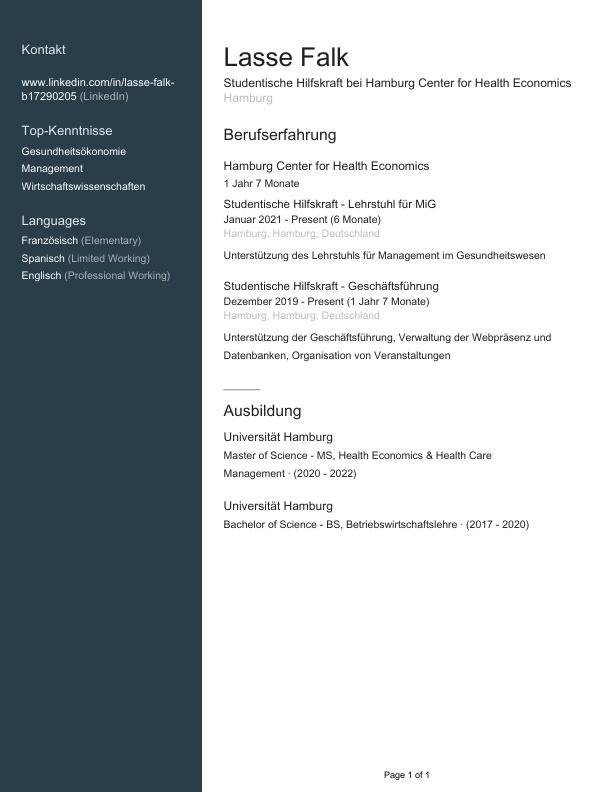 Kontakt
www.linkedin.com/in/lasse-falk-
b17290205 (LinkedIn)
Top-Kenntnisse
Gesundheitsökonomie
Management
Wirtschaftswissenschaften
Languages
Französisch (Elementary)
Spanisch (Limited Working)
Englisch (Professional Working)
Lasse Falk
Studentische Hilfskraft bei Hamburg Center for Health Economics
Hamburg
Berufserfahrung
Hamburg Center for Health Economics
1 Jahr 7 Monate
Studentische Hilfskraft - Lehrstuhl für MiG
Januar 2021 - Present (6 Monate)
Hamburg, Hamburg, Deutschland
Unterstützung des Lehrstuhls für Management im Gesundheitswesen
Studentische Hilfskraft - Geschäftsführung
Dezember 2019 - Present (1 Jahr 7 Monate)
Hamburg, Hamburg, Deutschland
Unterstützung der Geschäftsführung, Verwaltung der Webpräsenz und
Datenbanken, Organisation von Veranstaltungen
Ausbildung
Universität Hamburg
Master of Science - MS, Health Economics & Health Care
Management · (2020 - 2022)
Universität Hamburg
Bachelor of Science - BS, Betriebswirtschaftslehre · (2017 - 2020)
Page 1 of 1